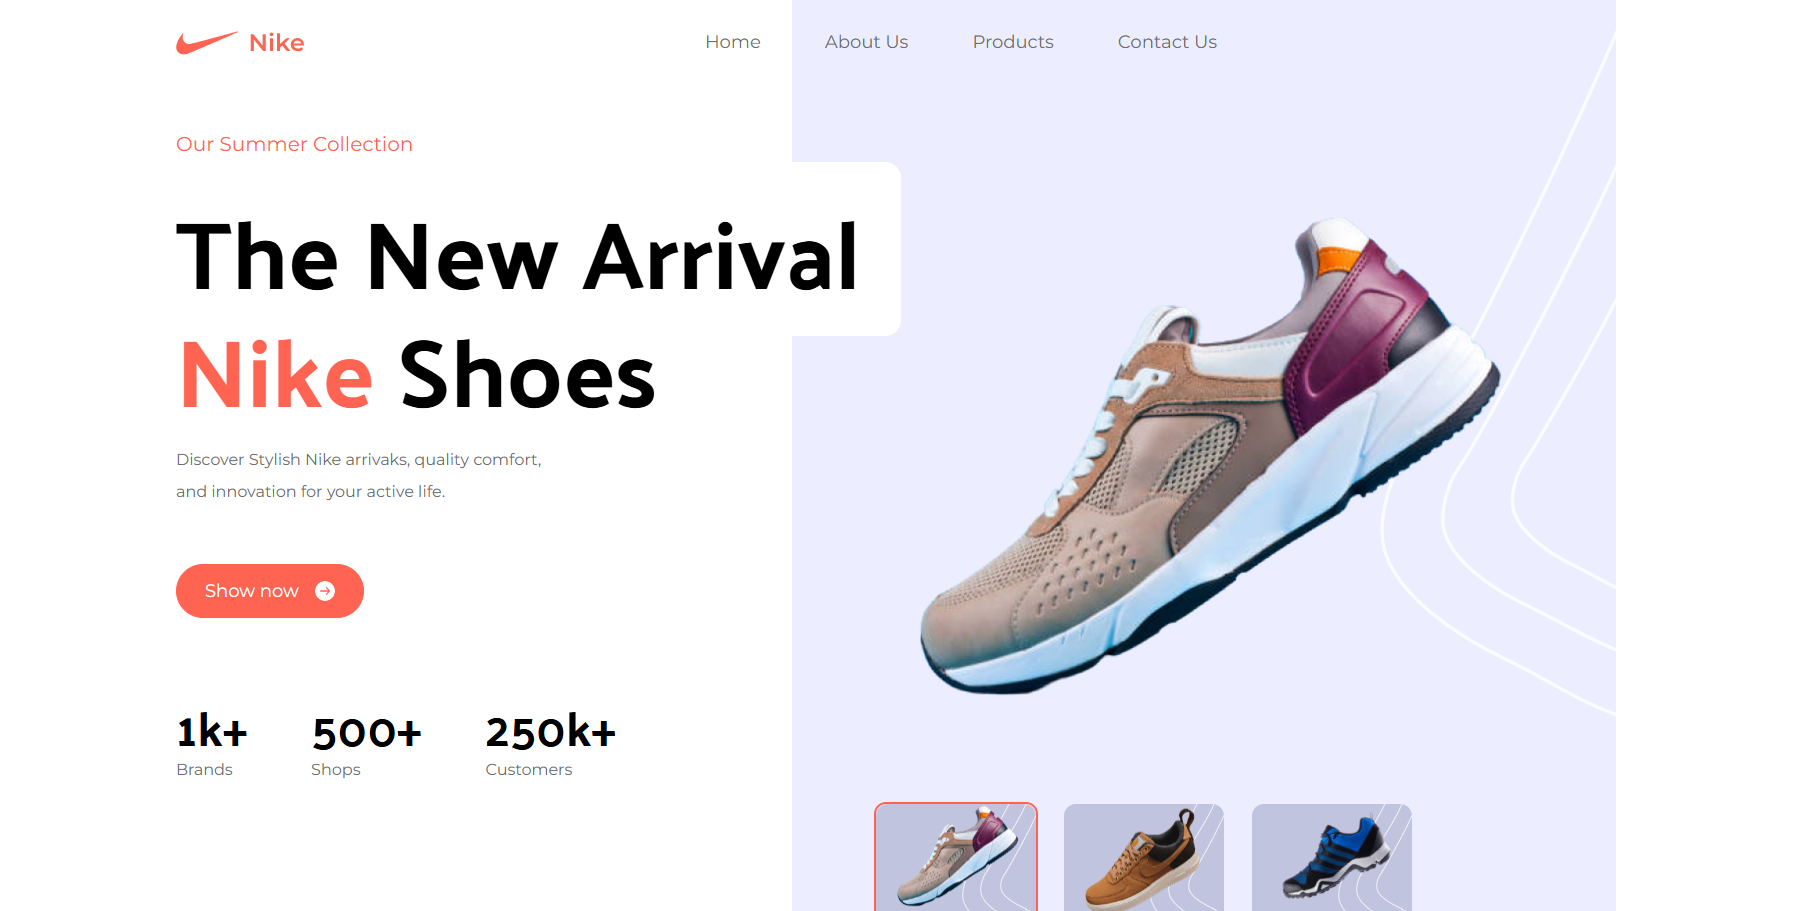 Nike
Home
About Us
Products
Contact Us
Our Summer Collection
The New Arrival
Nike Shoes
Discover Stylish Nike arrivaks, quality comfort,
and innovation for your active life.
Show now
1k+
Brands
500+
Shops
250k+
Customers